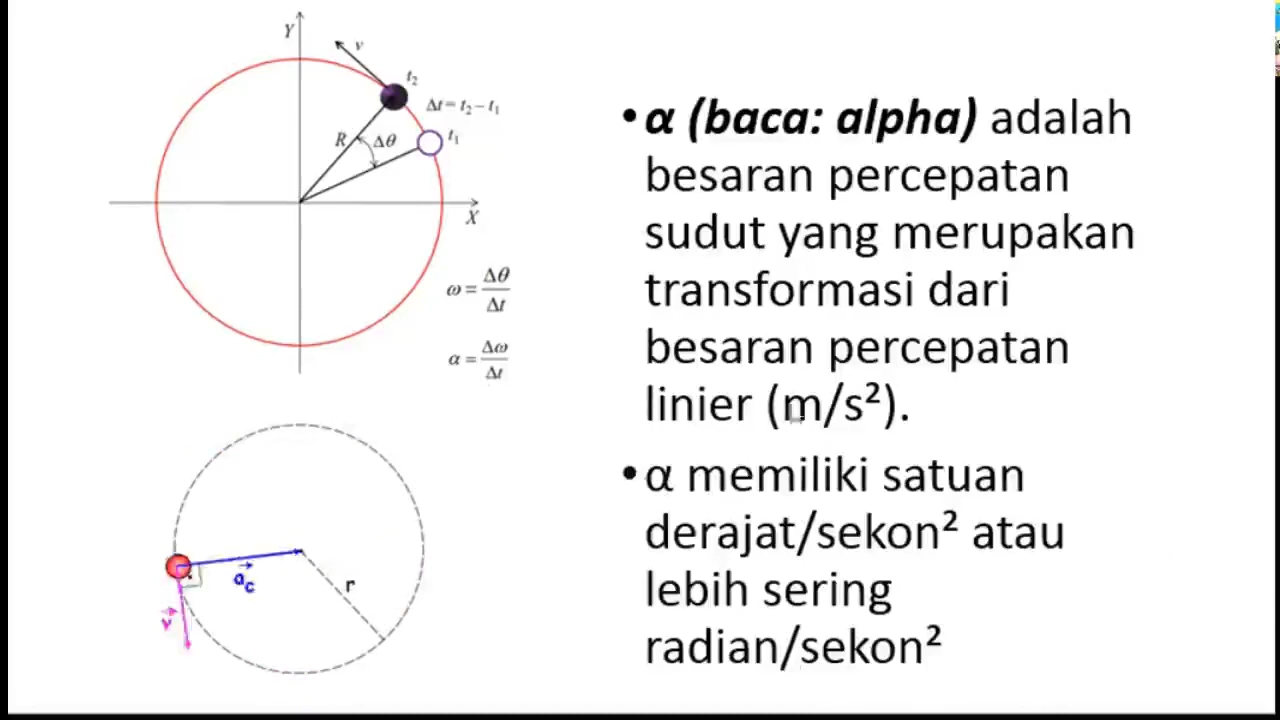 Y
v
t₂
Δt = t₂ – t₁
R
Δθ
t₁
X
ω = Δθ/Δt
α = Δω/Δt
a⃗c
r
v⃗
•α (baca: alpha) adalah
besaran percepatan
sudut yang merupakan
transformasi dari
besaran percepatan
linier (m/s²).
•α memiliki satuan
derajat/sekon² atau
lebih sering
radian/sekon²